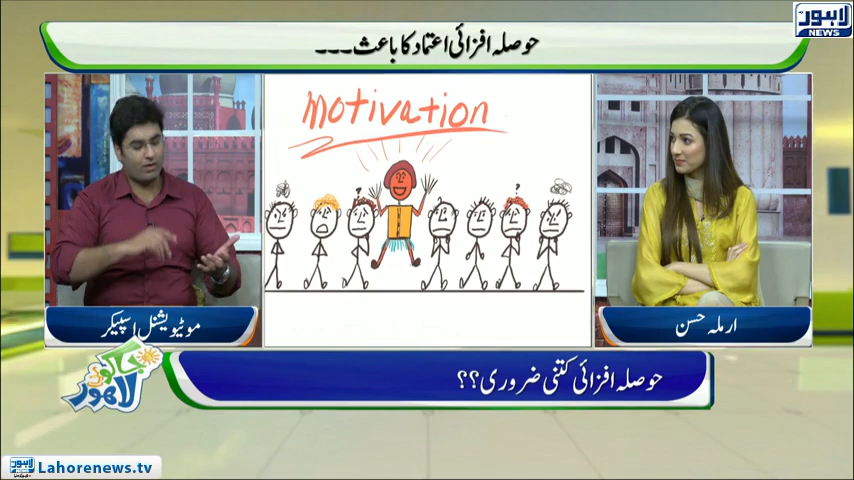 لاہور
NEWS
حوصلہ افزائی اعتماد کا باعث۔۔۔
motivation
موٹیویشنل اسپیکر
ارملہ حسن
جاگو
لاہور
حوصلہ افزائی کتنی ضروری؟؟
Lahorenews.tv